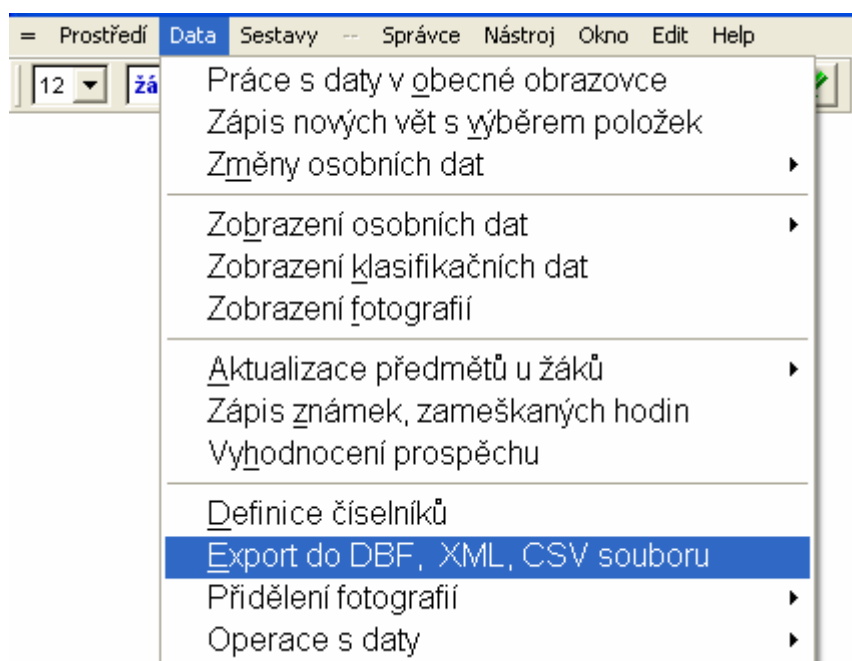 = Prostředí Data Sestavy -- Správce Nástroj Okno Edit Help
12 žá
Práce s daty v obecné obrazovce
Zápis nových vět s výběrem položek
Změny osobních dat
Zobrazení osobních dat
Zobrazení klasifikačních dat
Zobrazení fotografií
Aktualizace předmětů u žáků
Zápis známek, zameškaných hodin
Vyhodnocení prospěchu
Definice číselníků
Export do DBF, XML, CSV souboru
Přidělení fotografií
Operace s daty